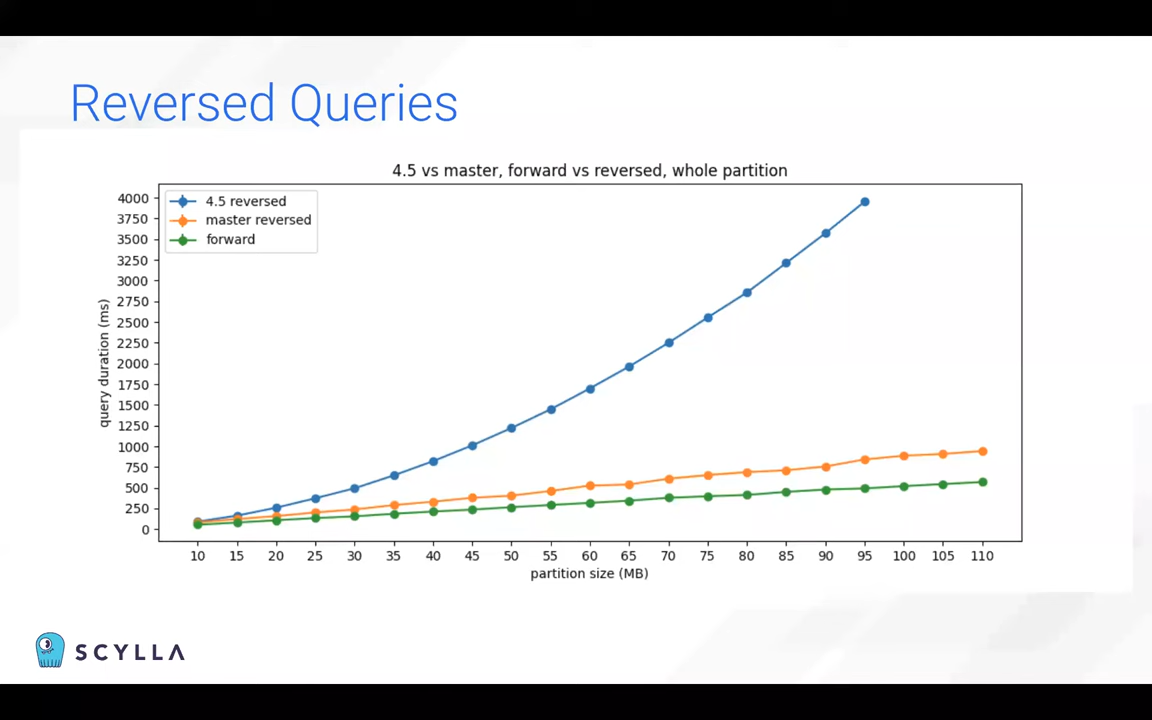 Reversed Queries
4.5 vs master, forward vs reversed, whole partition
4.5 reversed
master reversed
forward
query duration (ms)
4000
3750
3500
3250
3000
2750
2500
2250
2000
1750
1500
1250
1000
750
500
250
0
10 15 20 25 30 35 40 45 50 55 60 65 70 75 80 85 90 95 100 105 110
partition size (MB)
SCYLLA